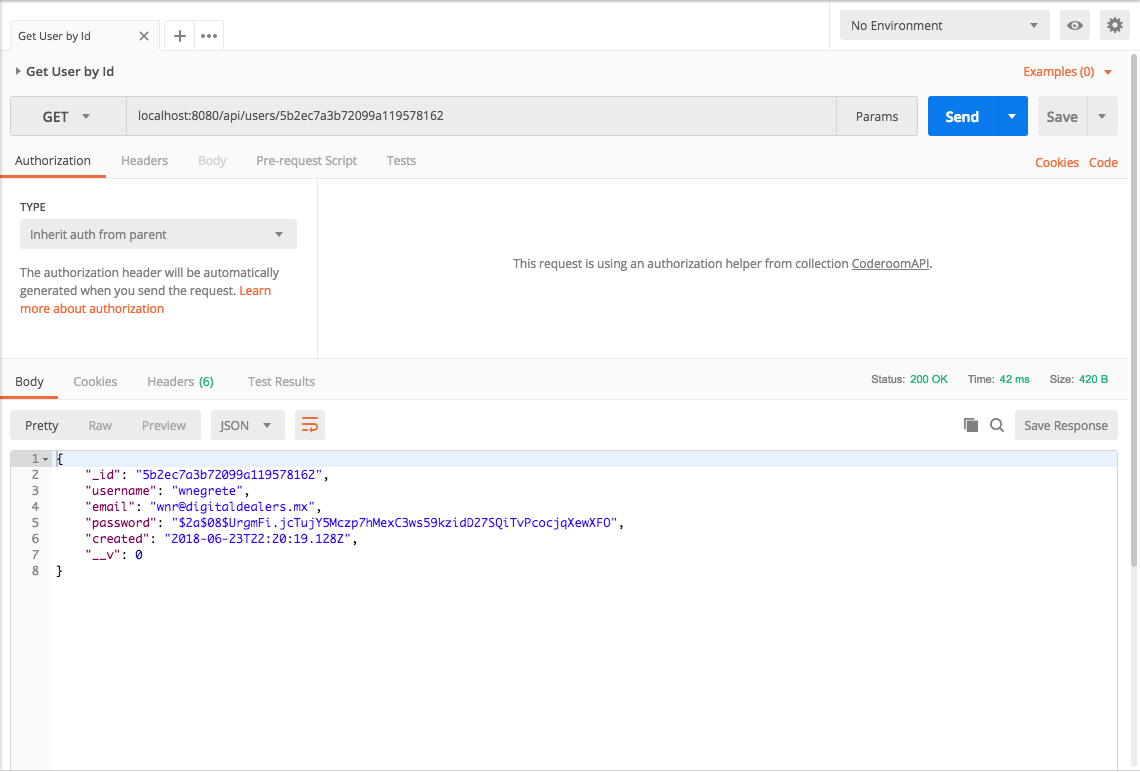 Get User by Id
No Environment
Get User by Id
Examples (0)
GET localhost:8080/api/users/5b2ec7a3b72099a119578162 Params Send Save
Authorization Headers Body Pre-request Script Tests Cookies Code
TYPE
Inherit auth from parent
The authorization header will be automatically
generated when you send the request. Learn
more about authorization
This request is using an authorization helper from collection CoderoomAPI.
Body Cookies Headers (6) Test Results Status: 200 OK Time: 42 ms Size: 420 B
Pretty Raw Preview JSON Save Response
1 {
2 "_id": "5b2ec7a3b72099a119578162",
3 "username": "wnegrete",
4 "email": "wnr@digitaldealers.mx",
5 "password": "$2a$08$UrgmFi.jcTujY5Mczp7hMexC3ws59kzidD27SQiTvPcocjqXewXFO",
6 "created": "2018-06-23T22:20:19.128Z",
7 "__v": 0
8 }